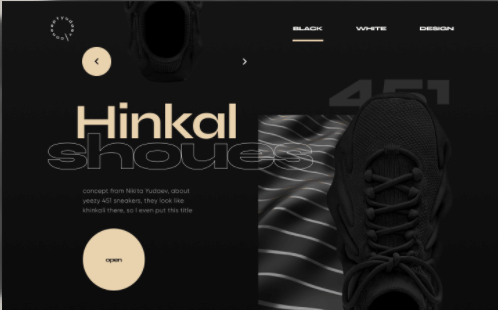 BLACK
WHITE
DESIGN
451
Hinkal
shoues
concept from Nikita Yudaev, about
yeezy 451 sneakers, they look like
khinkali there, so I even put this title
open